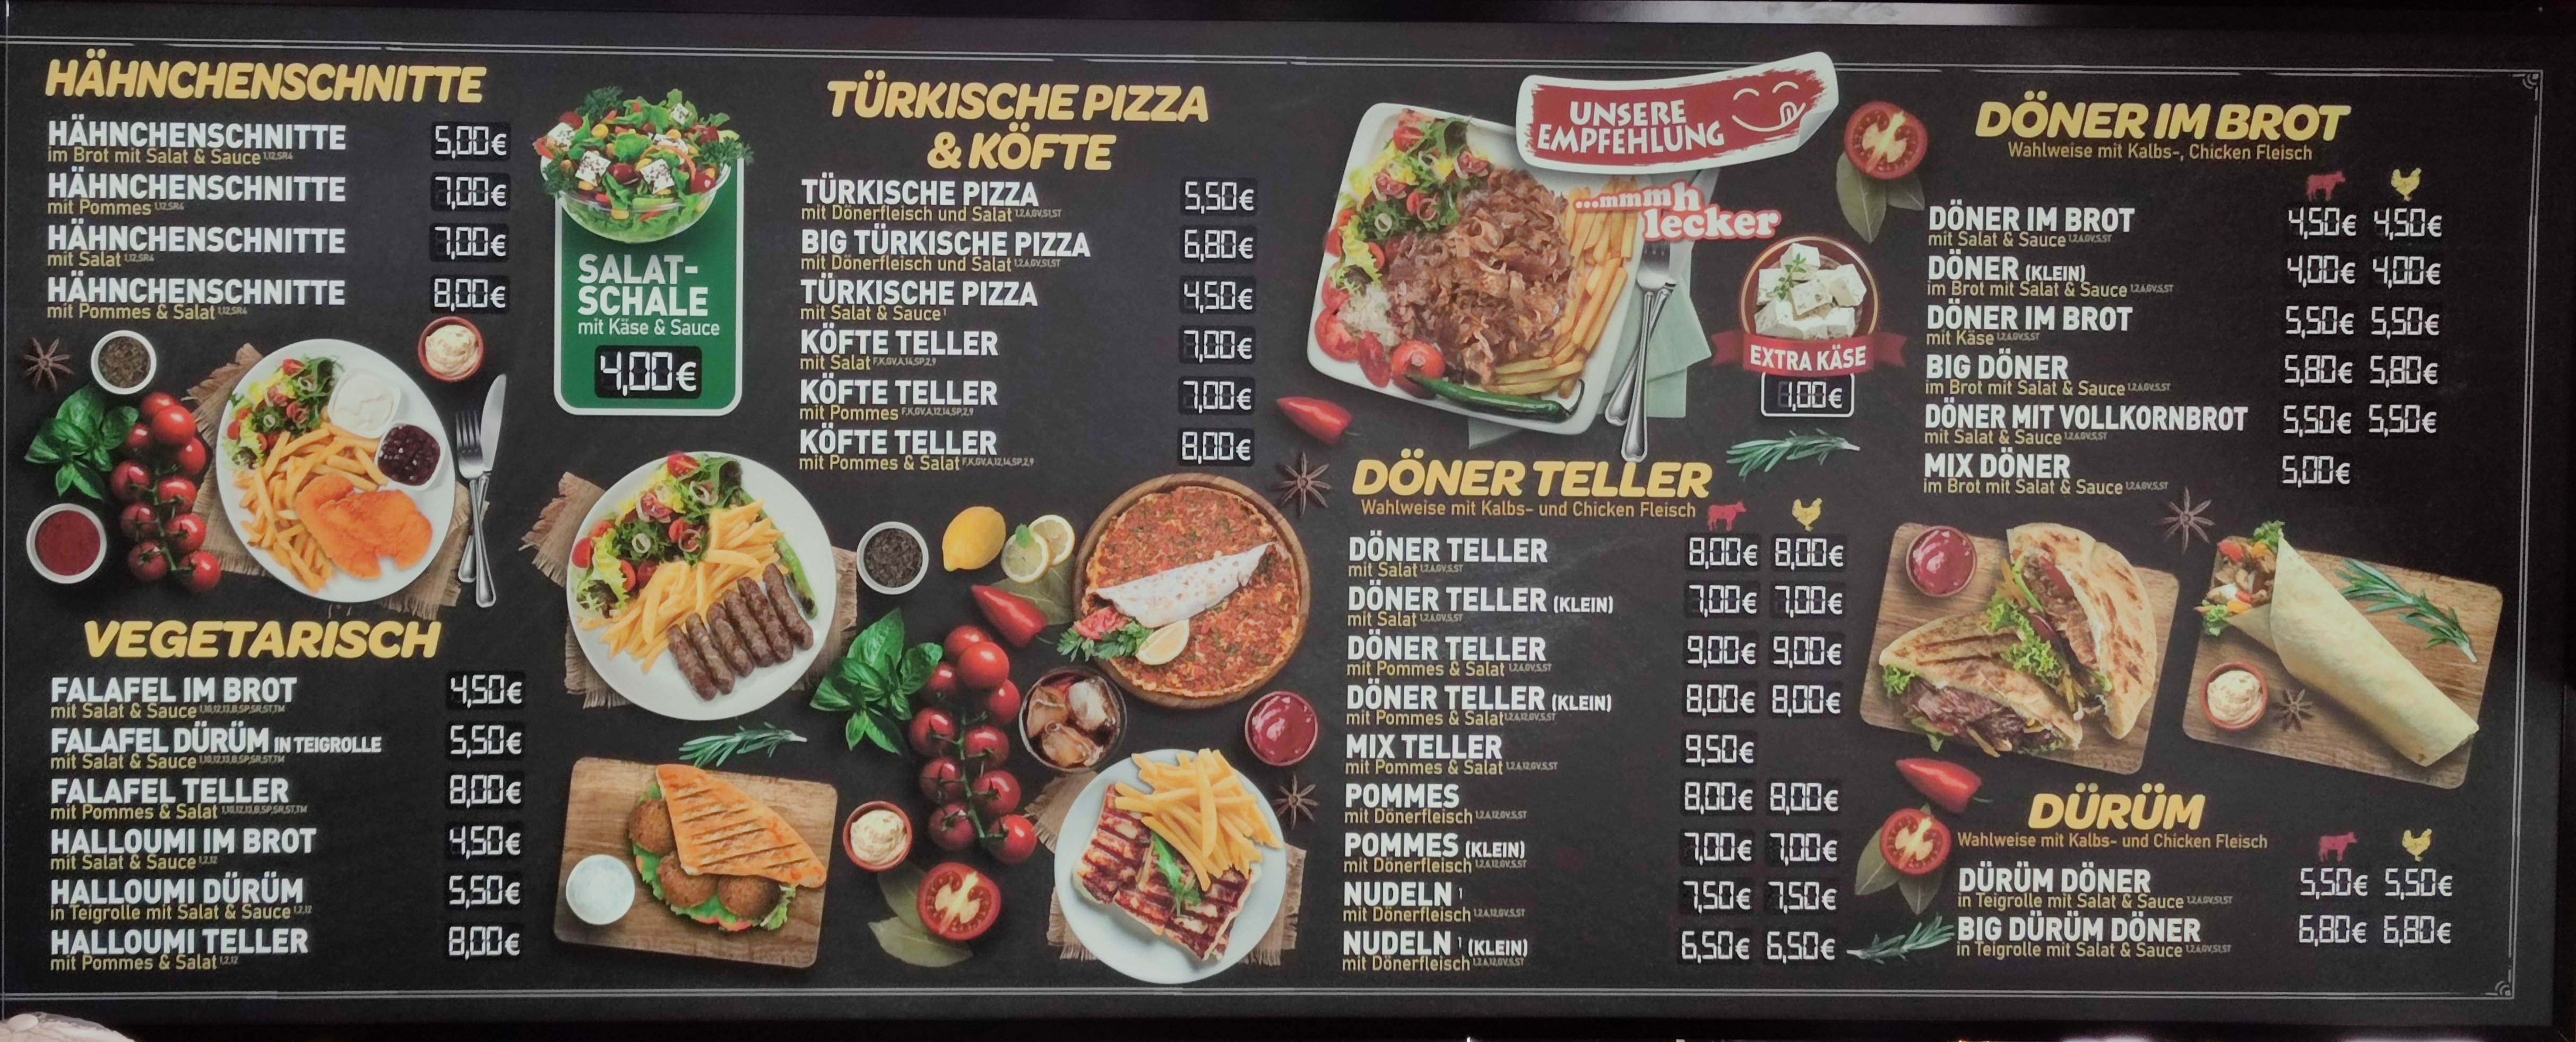 HÄHNCHENSCHNITTE
HÄHNCHENSCHNITTE 5,00€
im Brot mit Salat & Sauce
HÄHNCHENSCHNITTE 7,00€
mit Pommes
HÄHNCHENSCHNITTE 7,00€
mit Salat
HÄHNCHENSCHNITTE 8,00€
mit Pommes & Salat
VEGETARISCH
FALAFEL IM BROT 4,50€
mit Salat & Sauce
FALAFEL DÜRÜM IN TEIGROLLE 5,50€
mit Salat & Sauce
FALAFEL TELLER 8,00€
mit Pommes & Salat
HALLOUMI IM BROT 4,50€
mit Salat & Sauce
HALLOUMI DÜRÜM 5,50€
in Teigrolle mit Salat & Sauce
HALLOUMI TELLER 8,00€
mit Pommes & Salat
SALAT-
SCHALE
mit Käse & Sauce
4,00€
TÜRKISCHE PIZZA
& KÖFTE
TÜRKISCHE PIZZA 5,50€
mit Dönerfleisch und Salat
BIG TÜRKISCHE PIZZA 6,80€
mit Dönerfleisch und Salat
TÜRKISCHE PIZZA 4,50€
mit Salat & Sauce¹
KÖFTE TELLER 7,00€
mit Salat
KÖFTE TELLER 7,00€
mit Pommes
KÖFTE TELLER 8,00€
mit Pommes & Salat
UNSERE
EMPFEHLUNG
...mmmh
lecker
EXTRA KÄSE
1,00€
DÖNER TELLER
Wahlweise mit Kalbs- und Chicken Fleisch
DÖNER TELLER 8,00€ 8,00€
mit Salat
DÖNER TELLER (KLEIN) 7,00€ 7,00€
mit Salat
DÖNER TELLER 9,00€ 9,00€
mit Pommes & Salat
DÖNER TELLER (KLEIN) 8,00€ 8,00€
mit Pommes & Salat
MIX TELLER 9,50€
mit Pommes & Salat
POMMES 8,00€ 8,00€
mit Dönerfleisch
POMMES (KLEIN) 7,00€ 7,00€
mit Dönerfleisch
NUDELN ¹ 7,50€ 7,50€
mit Dönerfleisch
NUDELN ¹ (KLEIN) 6,50€ 6,50€
mit Dönerfleisch
DÖNER IM BROT
Wahlweise mit Kalbs-, Chicken Fleisch
DÖNER IM BROT 4,50€ 4,50€
mit Salat & Sauce
DÖNER (KLEIN) 4,00€ 4,00€
im Brot mit Salat & Sauce
DÖNER IM BROT 5,50€ 5,50€
mit Käse
BIG DÖNER 5,80€ 5,80€
im Brot mit Salat & Sauce
DÖNER MIT VOLLKORNBROT 5,50€ 5,50€
mit Salat & Sauce
MIX DÖNER 5,00€
im Brot mit Salat & Sauce
DÜRÜM
Wahlweise mit Kalbs- und Chicken Fleisch
DÜRÜM DÖNER 5,50€ 5,50€
in Teigrolle mit Salat & Sauce
BIG DÜRÜM DÖNER 6,80€ 6,80€
in Teigrolle mit Salat & Sauce